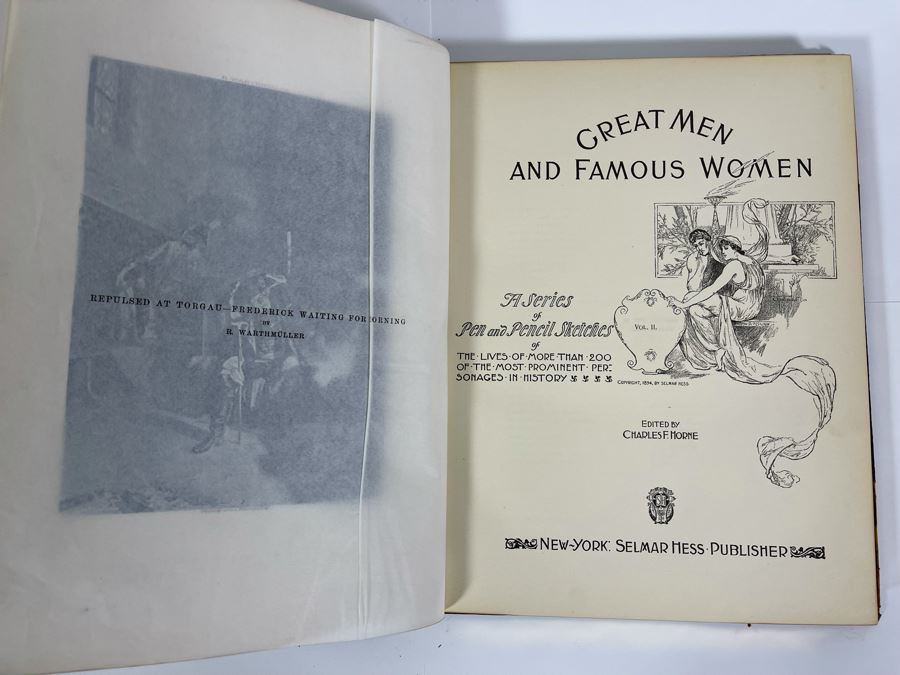 REPULSED AT TORGAU—FREDERICK WAITING FOR ORNING
BY
R. WARTHMÜLLER
GREAT MEN
AND FAMOUS WOMEN
A Series
of
Pen and Pencil Sketches
of
THE·LIVES·OF·MORE·THAN·200
OF·THE·MOST·PROMINENT·PER=
SONAGES·IN·HISTORY
VOL. II.
COPYRIGHT, 1894, BY SELMAR HESS
EDITED BY
CHARLES F. HORNE
NEW-YORK: SELMAR HESS·PUBLISHER